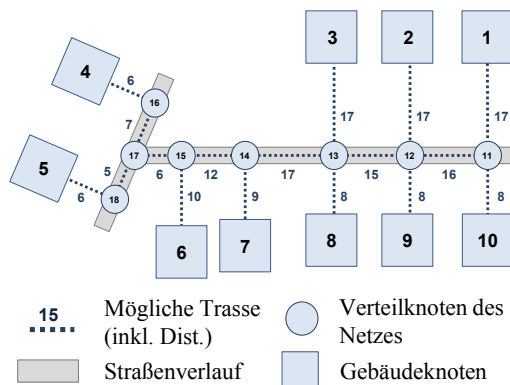 3 2 1
4
6
16
7 17 17 17
5
17 15 14 13 12 11
5 6 12 17 15 16
6
18
10 9 8 8 8
6 7 8 9 10
15 Mögliche Trasse
(inkl. Dist.)
Verteilknoten des
Netzes
Straßenverlauf
Gebäudeknoten